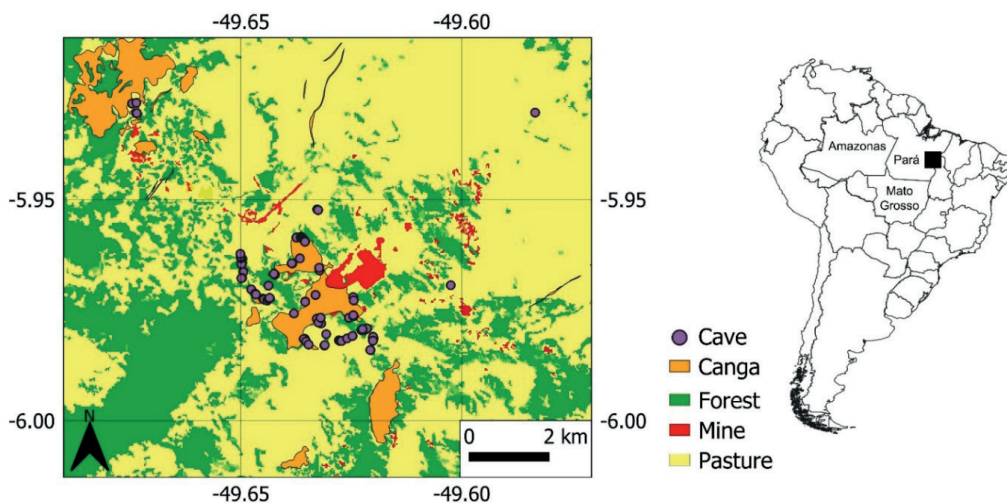 -49.65 -49.60
-5.95 -5.95
-6.00 -6.00
N
0 2 km
-49.65 -49.60
Amazonas
Pará
Mato
Grosso
Cave
Canga
Forest
Mine
Pasture